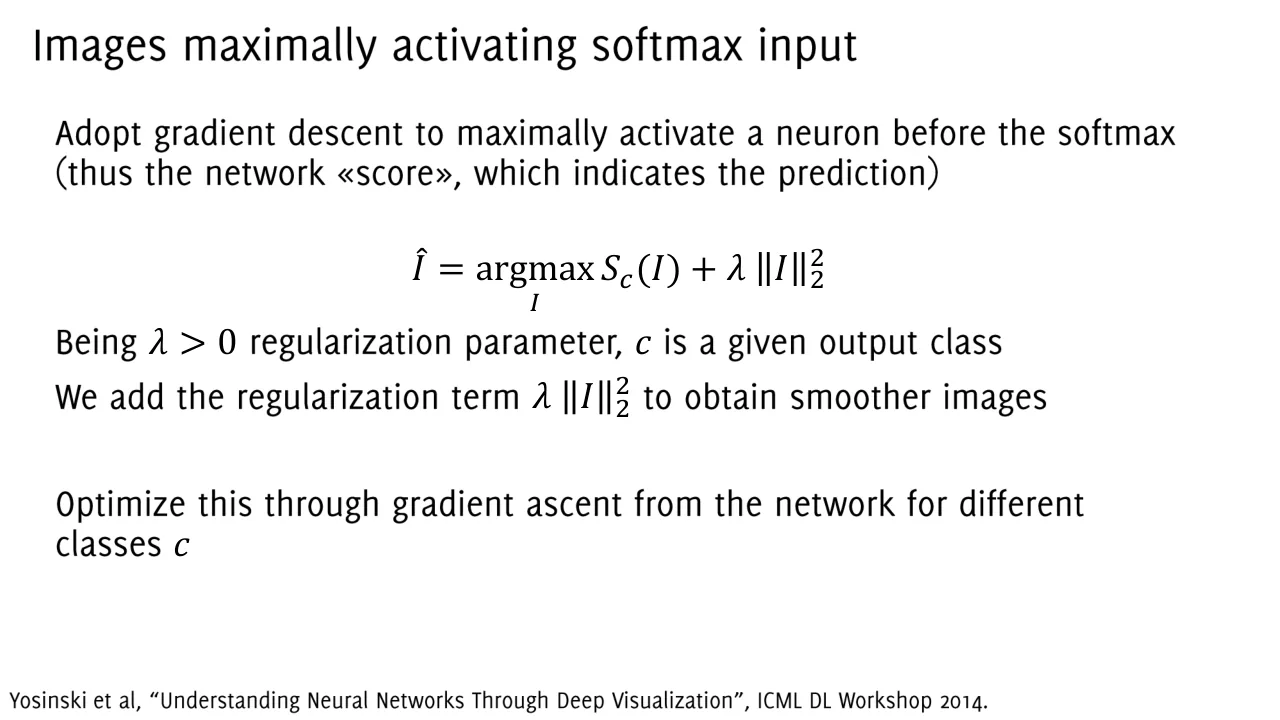 Images maximally activating softmax input
Adopt gradient descent to maximally activate a neuron before the softmax
(thus the network «score», which indicates the prediction)
Î = argmax S_c(I) + λ ‖I‖₂²
I
Being λ > 0 regularization parameter, c is a given output class
We add the regularization term λ ‖I‖₂² to obtain smoother images
Optimize this through gradient ascent from the network for different
classes c
Yosinski et al, “Understanding Neural Networks Through Deep Visualization”, ICML DL Workshop 2014.